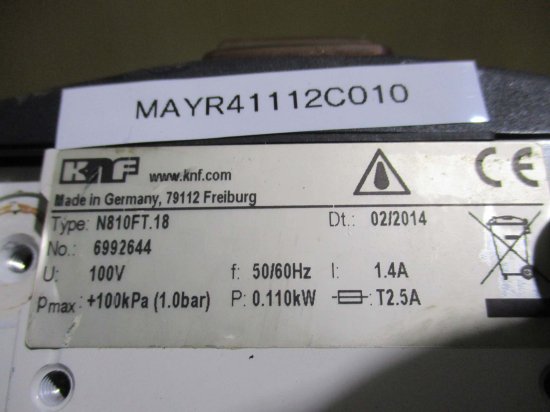 MAYR41112C010
KNF www.knf.com CE
Made in Germany, 79112 Freiburg
Type: N810FT.18 Dt.: 02/2014
No.: 6992644
U: 100V f: 50/60Hz I: 1.4A
pmax: +100kPa (1.0bar) P: 0.110kW : T2.5A